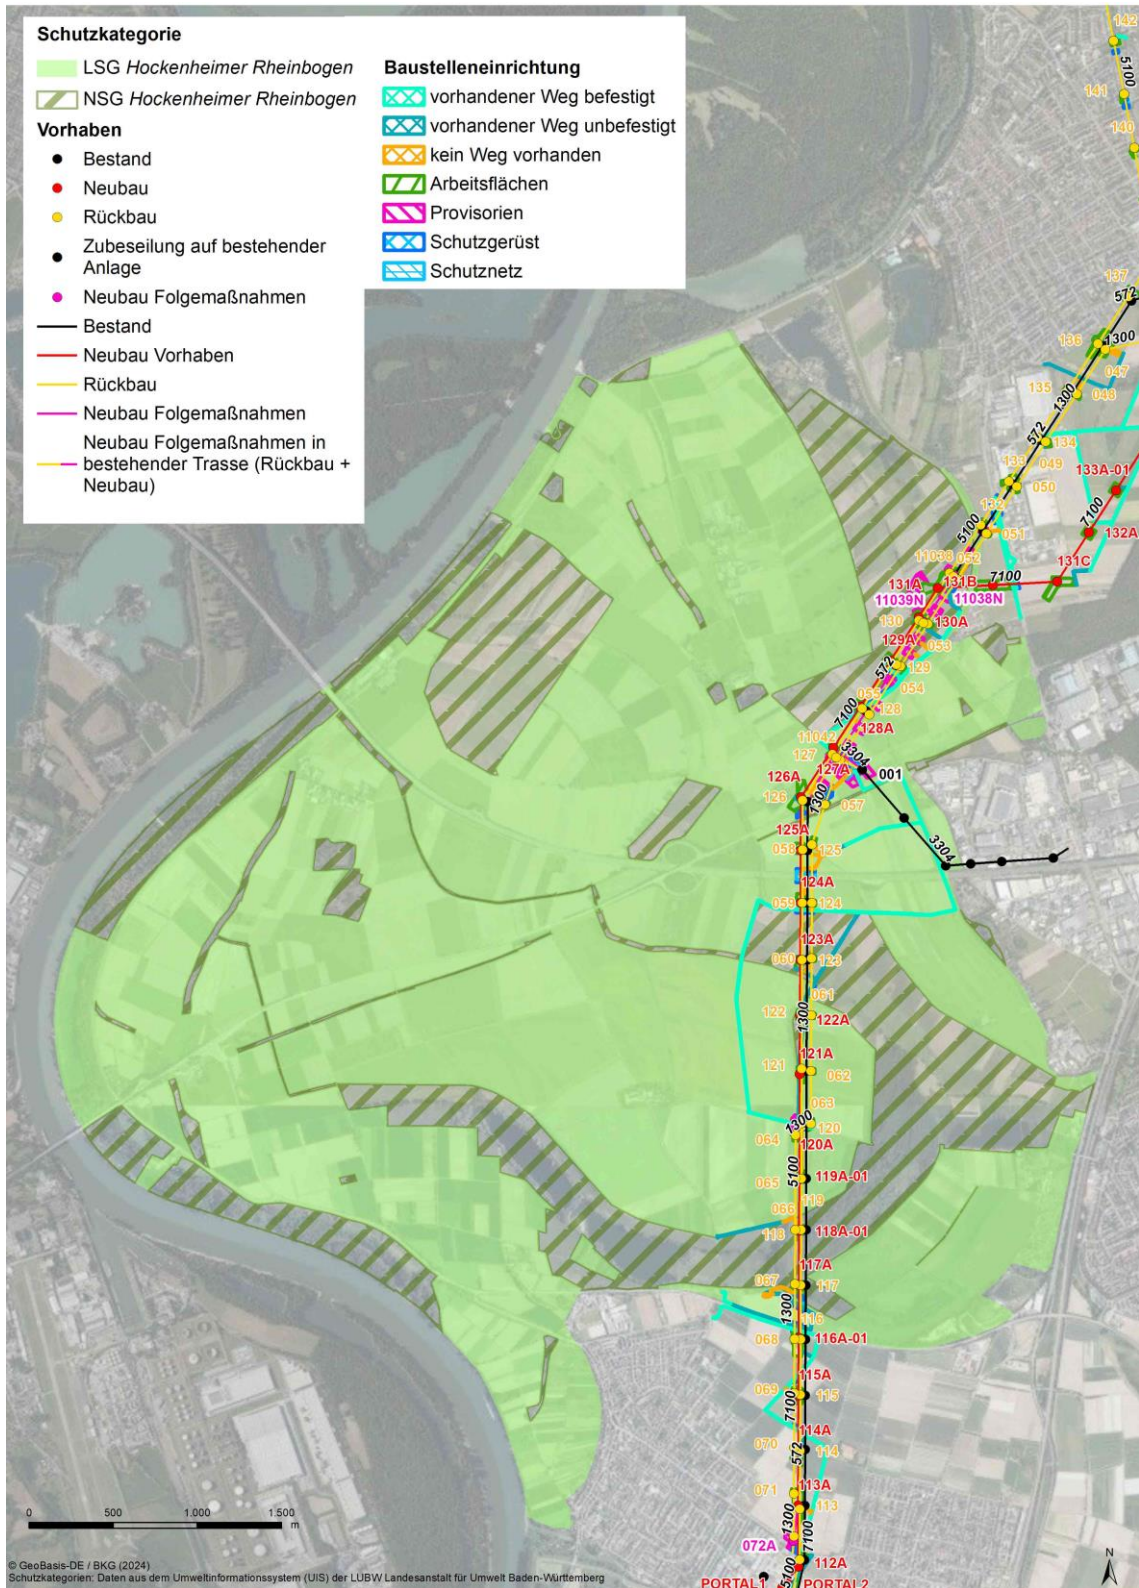 Schutzkategorie
LSG Hockenheimer Rheinbogen
NSG Hockenheimer Rheinbogen
Vorhaben
Bestand
Neubau
Rückbau
Zubeseilung auf bestehender
Anlage
Neubau Folgemaßnahmen
Bestand
Neubau Vorhaben
Rückbau
Neubau Folgemaßnahmen
Neubau Folgemaßnahmen in
bestehender Trasse (Rückbau +
Neubau)
Baustelleneinrichtung
vorhandener Weg befestigt
vorhandener Weg unbefestigt
kein Weg vorhanden
Arbeitsflächen
Provisorien
Schutzgerüst
Schutznetz
142
5100
141
140
137
572
136
1300
047
135
1300
048
572
134
133
049
133A-01
050
132
7100
5100
051
132A
11038
052
131C
131A
131B
7100
11039N
11038N
130
130A
129A
053
572
129
054
055
7100
128
128A
11042
127
3304
127A
001
126A
126
1300
057
125A
3304
058
125
124A
059
124
123A
060
123
061
122
1300
122A
121A
121
062
063
1300
120
064
120A
5100
119A-01
065
119
066
118
118A-01
117A
067
117
1300
116
068
116A-01
115A
069
115
7100
114A
070
572
114
113A
071
113
1300
7100
072A
112A
5100
PORTAL1
PORTAL2
0 500 1.000 1.500
m
N
© GeoBasis-DE / BKG (2024)
Schutzkategorien: Daten aus dem Umweltinformationssystem (UIS) der LUBW Landesanstalt für Umwelt Baden-Württemberg